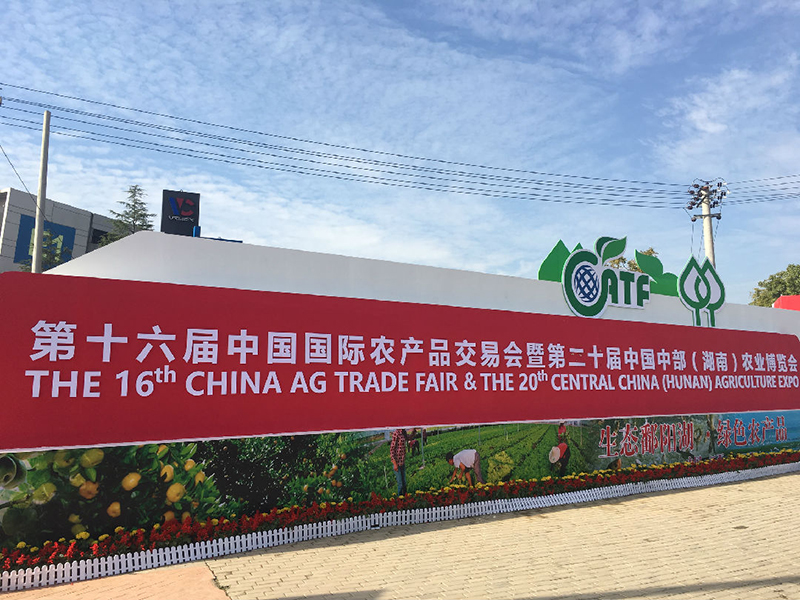 CATF
第十六届中国国际农产品交易会暨第二十届中国中部（湖南）农业博览会
THE 16th CHINA AG TRADE FAIR & THE 20th CENTRAL CHINA (HUNAN) AGRICULTURE EXPO
生态鄱阳湖·绿色农产品